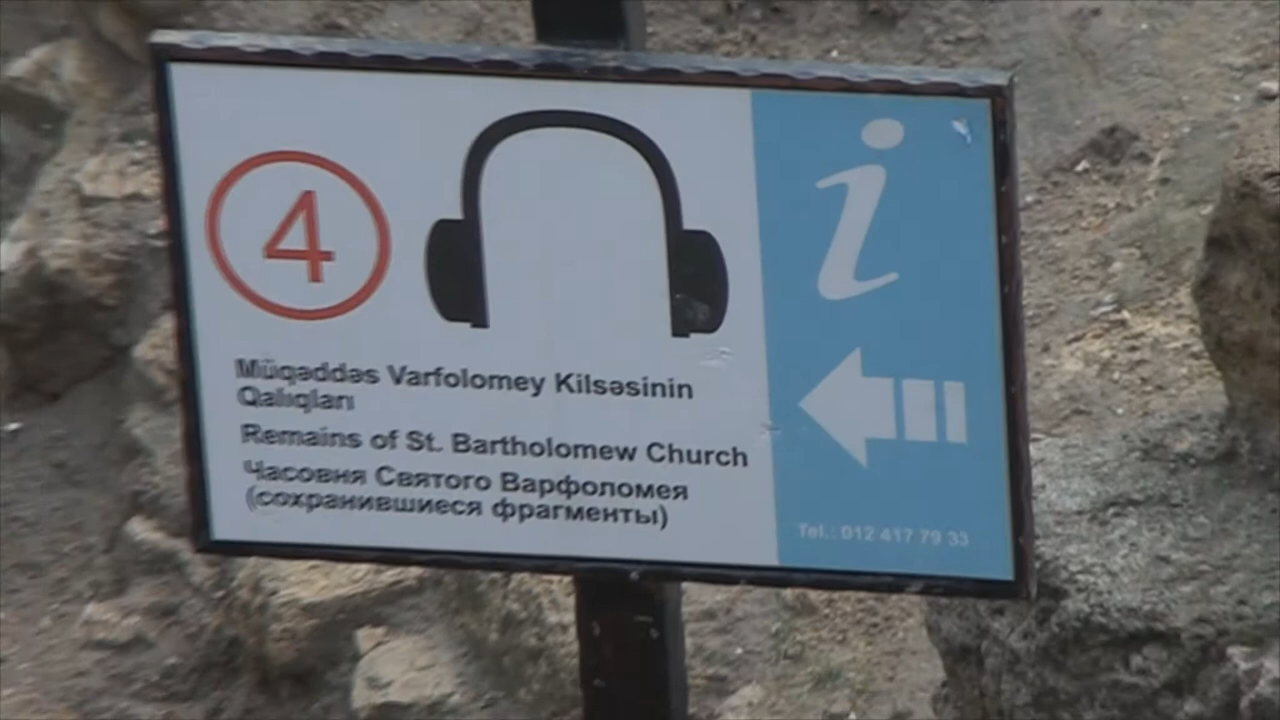 4
i
Müqəddəs Varfolomey Kilsəsinin
Qalıqları
Remains of St. Bartholomew Church
Часовня Святого Варфоломея
(сохранившиеся фрагменты)
Tel.: 012 417 79 33